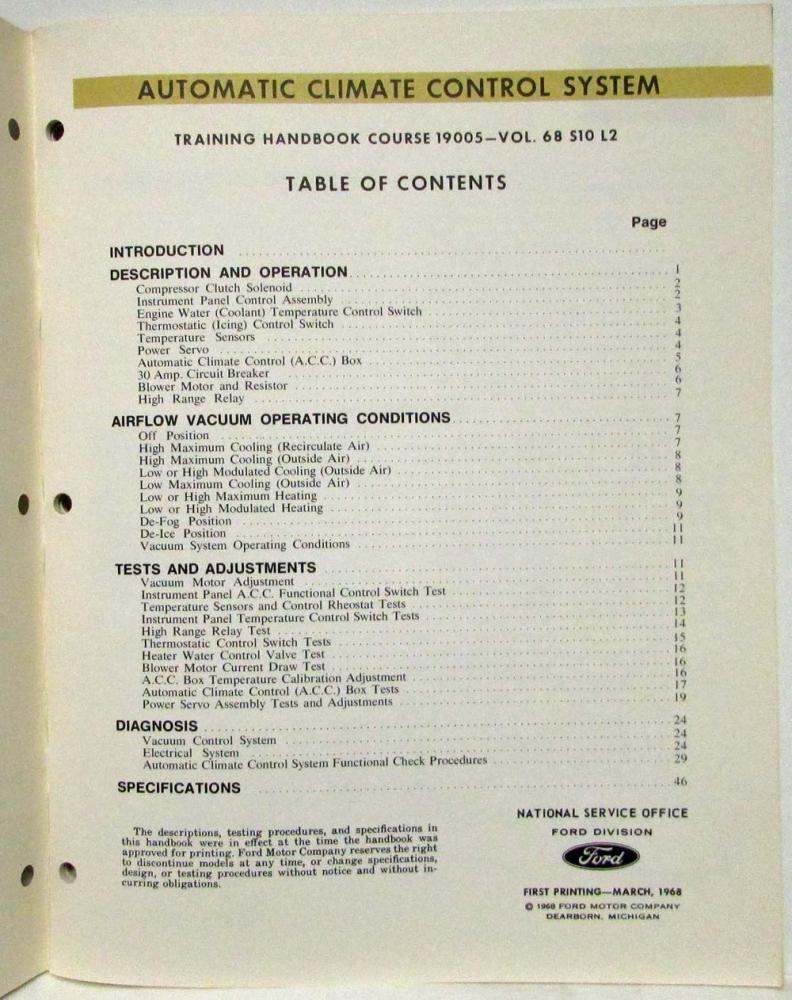 AUTOMATIC CLIMATE CONTROL SYSTEM
TRAINING HANDBOOK COURSE 19005—VOL. 68 S10 L2
TABLE OF CONTENTS
Page
INTRODUCTION ........................................
DESCRIPTION AND OPERATION ........................................ 1
Compressor Clutch Solenoid ........................................ 2
Instrument Panel Control Assembly ........................................ 2
Engine Water (Coolant) Temperature Control Switch ........................................ 3
Thermostatic (Icing) Control Switch ........................................ 4
Temperature Sensors ........................................ 4
Power Servo ........................................ 4
Automatic Climate Control (A.C.C.) Box ........................................ 5
30 Amp. Circuit Breaker ........................................ 6
Blower Motor and Resistor ........................................ 6
High Range Relay ........................................ 7
AIRFLOW VACUUM OPERATING CONDITIONS ........................................ 7
Off Position ........................................ 7
High Maximum Cooling (Recirculate Air) ........................................ 7
High Maximum Cooling (Outside Air) ........................................ 8
Low or High Modulated Cooling (Outside Air) ........................................ 8
Low Maximum Cooling (Outside Air) ........................................ 8
Low or High Maximum Heating ........................................ 9
Low or High Modulated Heating ........................................ 9
De-Fog Position ........................................ 9
De-Ice Position ........................................ 11
Vacuum System Operating Conditions ........................................ 11
TESTS AND ADJUSTMENTS ........................................ 11
Vacuum Motor Adjustment ........................................ 11
Instrument Panel A.C.C. Functional Control Switch Test ........................................ 12
Temperature Sensors and Control Rheostat Tests ........................................ 12
Instrument Panel Temperature Control Switch Tests ........................................ 13
High Range Relay Test ........................................ 14
Thermostatic Control Switch Tests ........................................ 15
Heater Water Control Valve Test ........................................ 16
Blower Motor Current Draw Test ........................................ 16
A.C.C. Box Temperature Calibration Adjustment ........................................ 16
Automatic Climate Control (A.C.C.) Box Tests ........................................ 17
Power Servo Assembly Tests and Adjustments ........................................ 19
DIAGNOSIS ........................................ 24
Vacuum Control System ........................................ 24
Electrical System ........................................ 24
Automatic Climate Control System Functional Check Procedures ........................................ 29
SPECIFICATIONS ........................................ 46
The descriptions, testing procedures, and specifications in
this handbook were in effect at the time the handbook was
approved for printing. Ford Motor Company reserves the right
to discontinue models at any time, or change specifications,
design, or testing procedures without notice and without in-
curring obligations.
NATIONAL SERVICE OFFICE
FORD DIVISION
Ford
FIRST PRINTING—MARCH, 1968
© 1968 FORD MOTOR COMPANY
DEARBORN, MICHIGAN